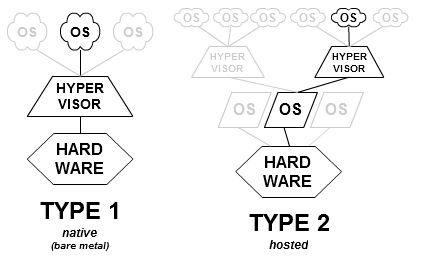 OS OS OS
HYPER
VISOR
HARD
WARE
TYPE 1
native
(bare metal)
OS OS OS OS OS OS
HYPER
VISOR
HYPER
VISOR
OS OS OS
HARD
WARE
TYPE 2
hosted